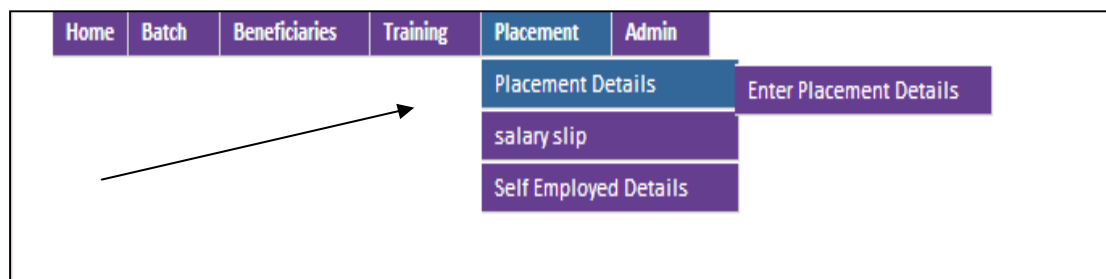 Home Batch Beneficiaries Training Placement Admin
Placement Details Enter Placement Details
salary slip
Self Employed Details